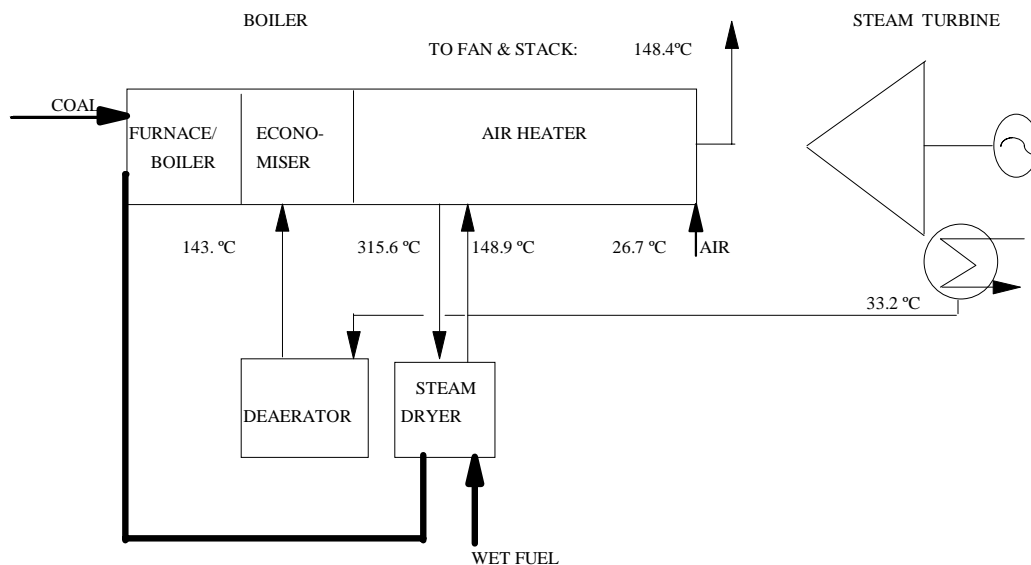 BOILER
STEAM TURBINE
TO FAN & STACK: 148.4ºC
COAL
FURNACE/
BOILER
ECONO-
MISER
AIR HEATER
143. ºC
315.6 ºC
148.9 ºC
26.7 ºC
AIR
33.2 ºC
DEAERATOR
STEAM
DRYER
WET FUEL